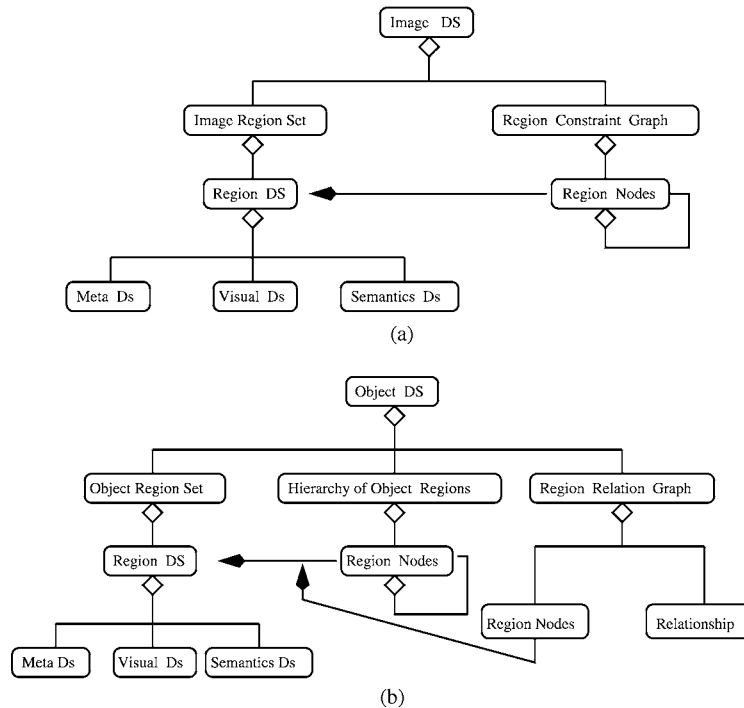 Image DS
Image Region Set
Region Constraint Graph
Region DS
Region Nodes
Meta Ds
Visual Ds
Semantics Ds
(a)
Object DS
Object Region Set
Hierarchy of Object Regions
Region Relation Graph
Region DS
Region Nodes
Region Nodes
Relationship
Meta Ds
Visual Ds
Semantics Ds
(b)